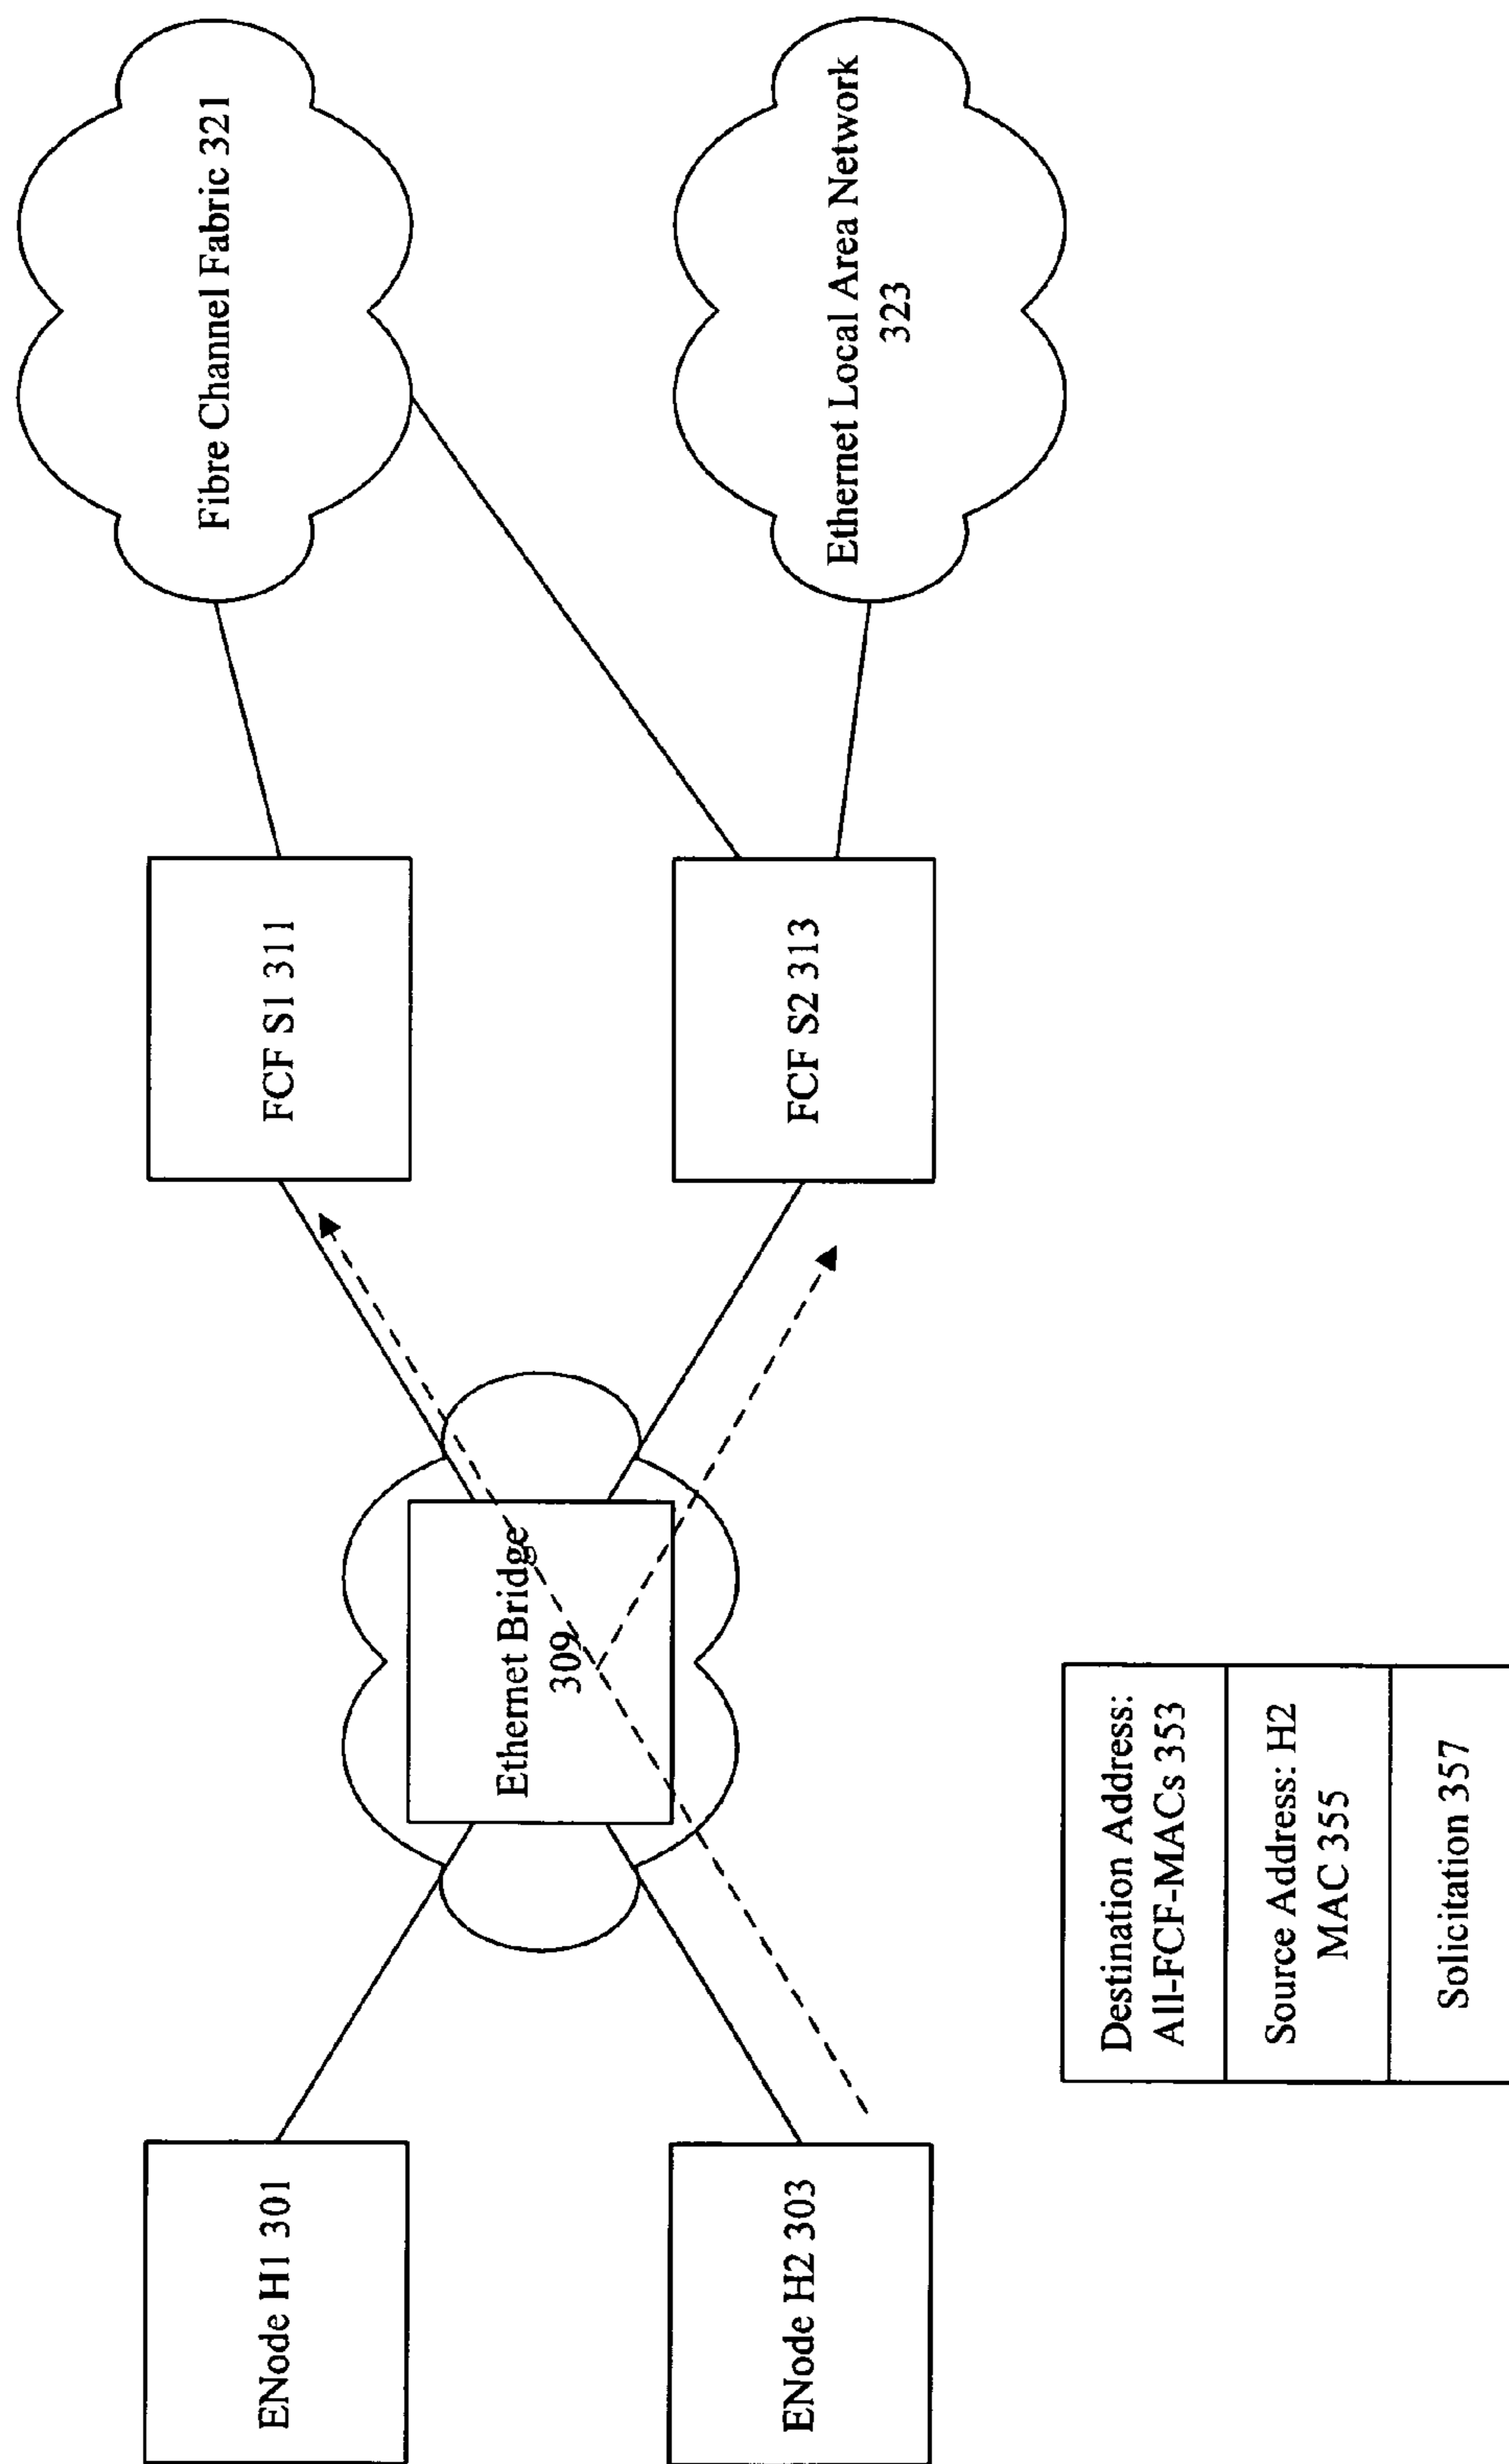 Fibre Channel Fabric 321
Ethernet Local Area Network
323
FCF S1 311
FCF S2 313
Ethernet Bridge
309
ENode H1 301
ENode H2 303
Destination Address:
All-FCF-MACs 353
Source Address: H2
MAC 355
Solicitation 357